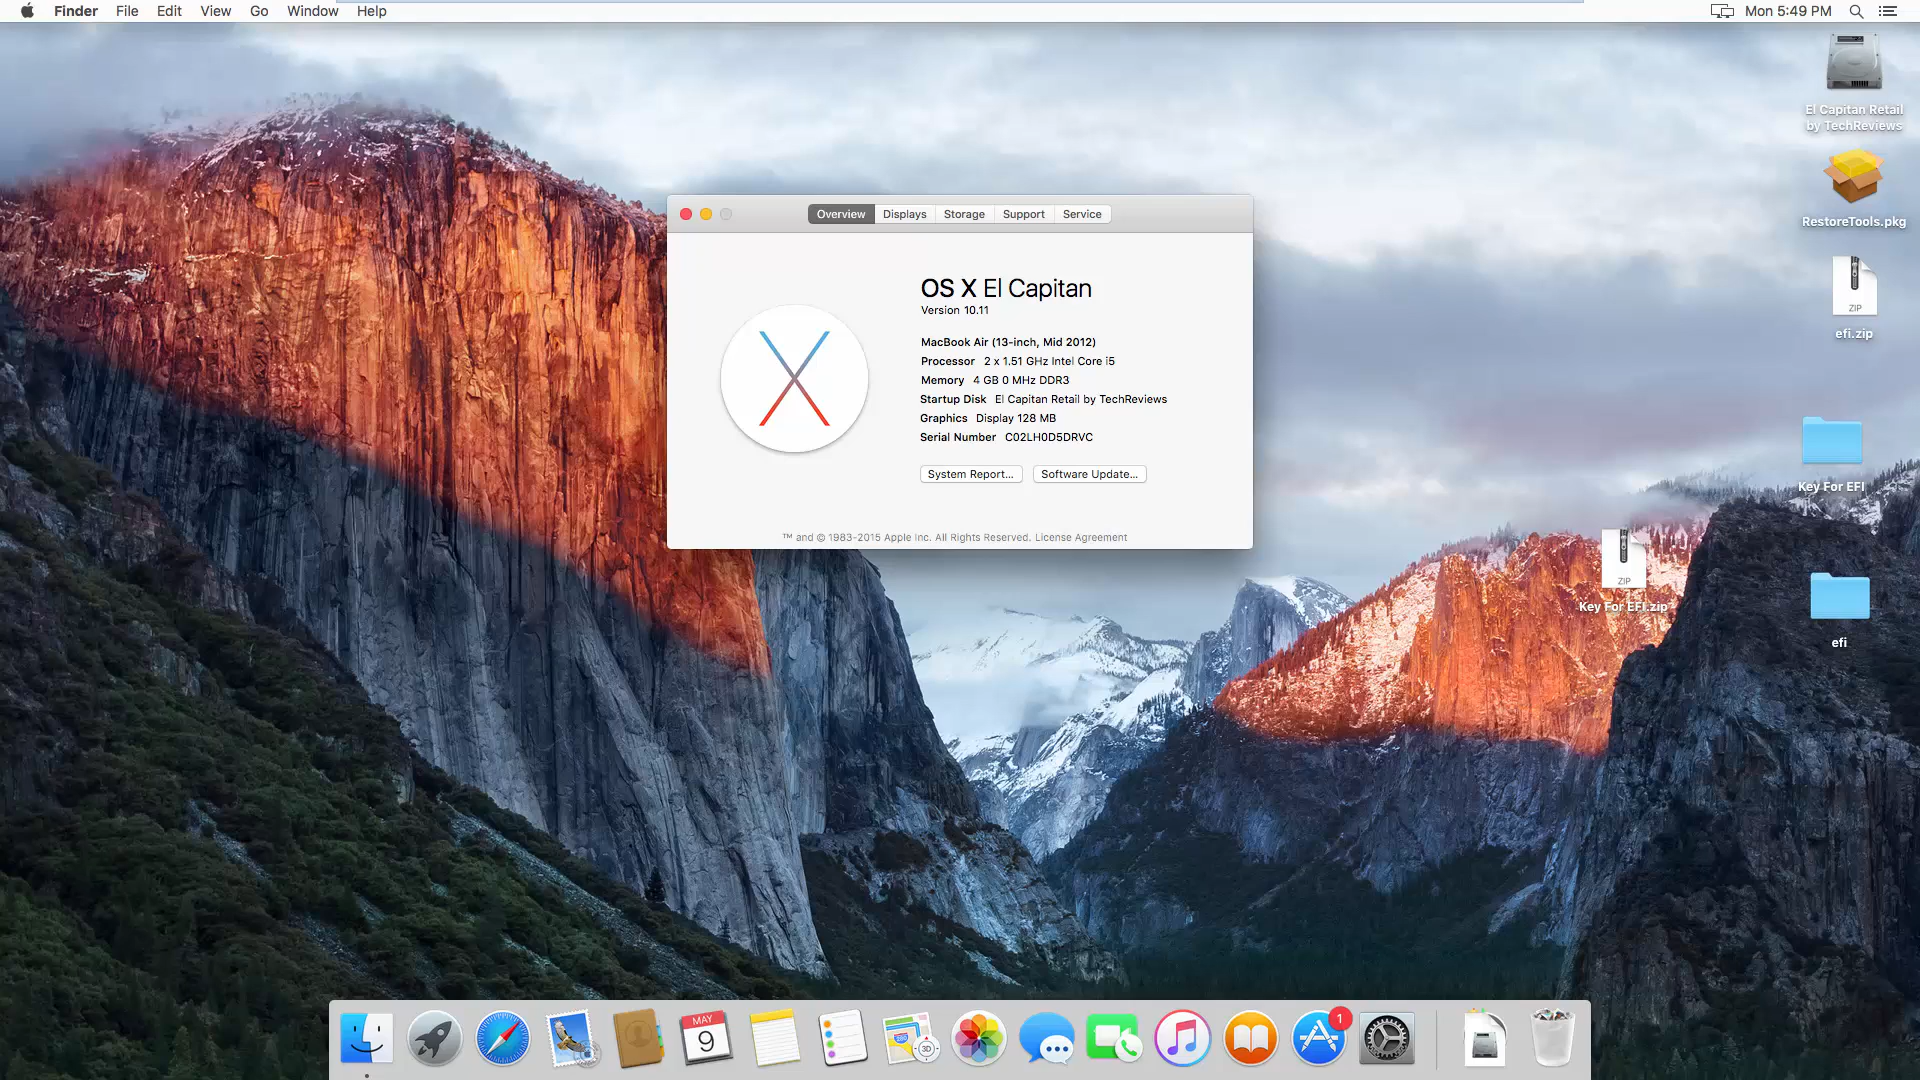 Finder File Edit View Go Window Help
Mon 5:49 PM
El Capitan Retail
by TechReviews
RestoreTools.pkg
ZIP
efi.zip
Key For EFI
ZIP
Key For EFI.zip
efi
Overview Displays Storage Support Service
OS X El Capitan
Version 10.11
MacBook Air (13-inch, Mid 2012)
Processor 2 x 1.51 GHz Intel Core i5
Memory 4 GB 0 MHz DDR3
Startup Disk El Capitan Retail by TechReviews
Graphics Display 128 MB
Serial Number C02LH0D5DRVC
System Report... Software Update...
™ and © 1983-2015 Apple Inc. All Rights Reserved. License Agreement
MAY
9
280
3D
1